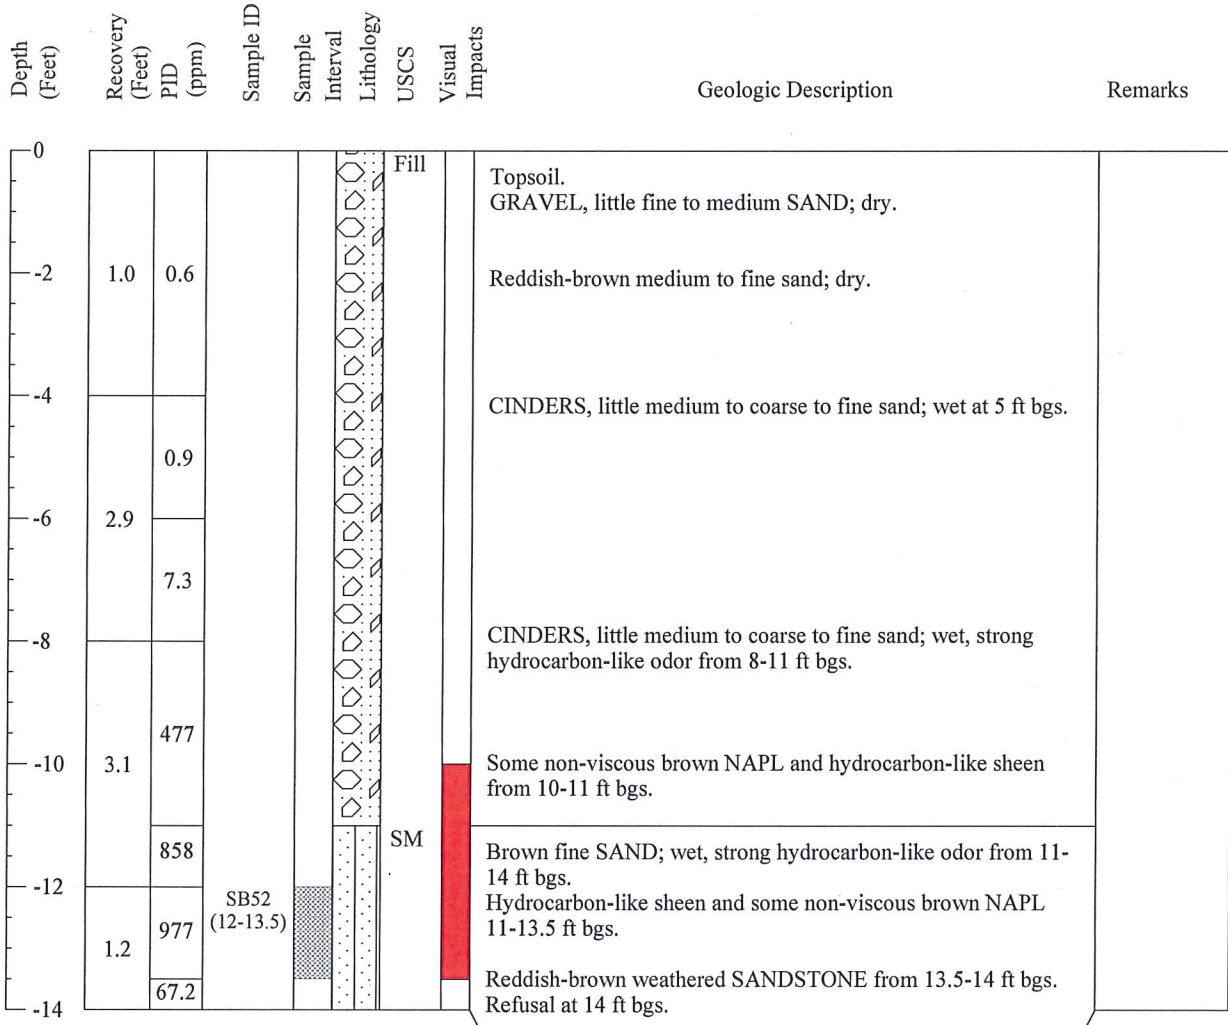 Depth
(Feet)
Recovery
(Feet)
PID
(ppm)
Sample ID
Sample
Interval
Lithology
USCS
Visual
Impacts
Geologic Description
Remarks
0
Fill
Topsoil.
GRAVEL, little fine to medium SAND; dry.
-2
1.0
0.6
Reddish-brown medium to fine sand; dry.
-4
CINDERS, little medium to coarse to fine sand; wet at 5 ft bgs.
0.9
-6
2.9
7.3
-8
CINDERS, little medium to coarse to fine sand; wet, strong
hydrocarbon-like odor from 8-11 ft bgs.
477
-10
3.1
Some non-viscous brown NAPL and hydrocarbon-like sheen
from 10-11 ft bgs.
SM
858
Brown fine SAND; wet, strong hydrocarbon-like odor from 11-
14 ft bgs.
-12
SB52
(12-13.5)
Hydrocarbon-like sheen and some non-viscous brown NAPL
11-13.5 ft bgs.
977
1.2
Reddish-brown weathered SANDSTONE from 13.5-14 ft bgs.
67.2
-14
Refusal at 14 ft bgs.